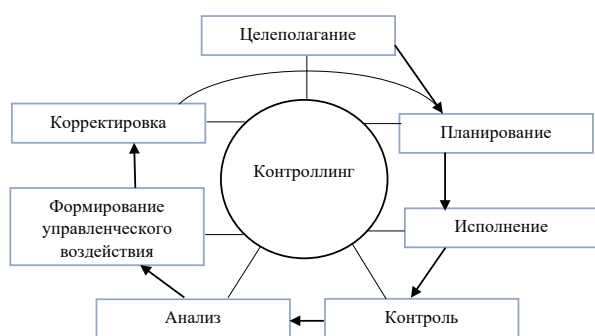 Целеполагание
Корректировка
Планирование
Контроллинг
Формирование
управленческого
воздействия
Исполнение
Анализ
Контроль